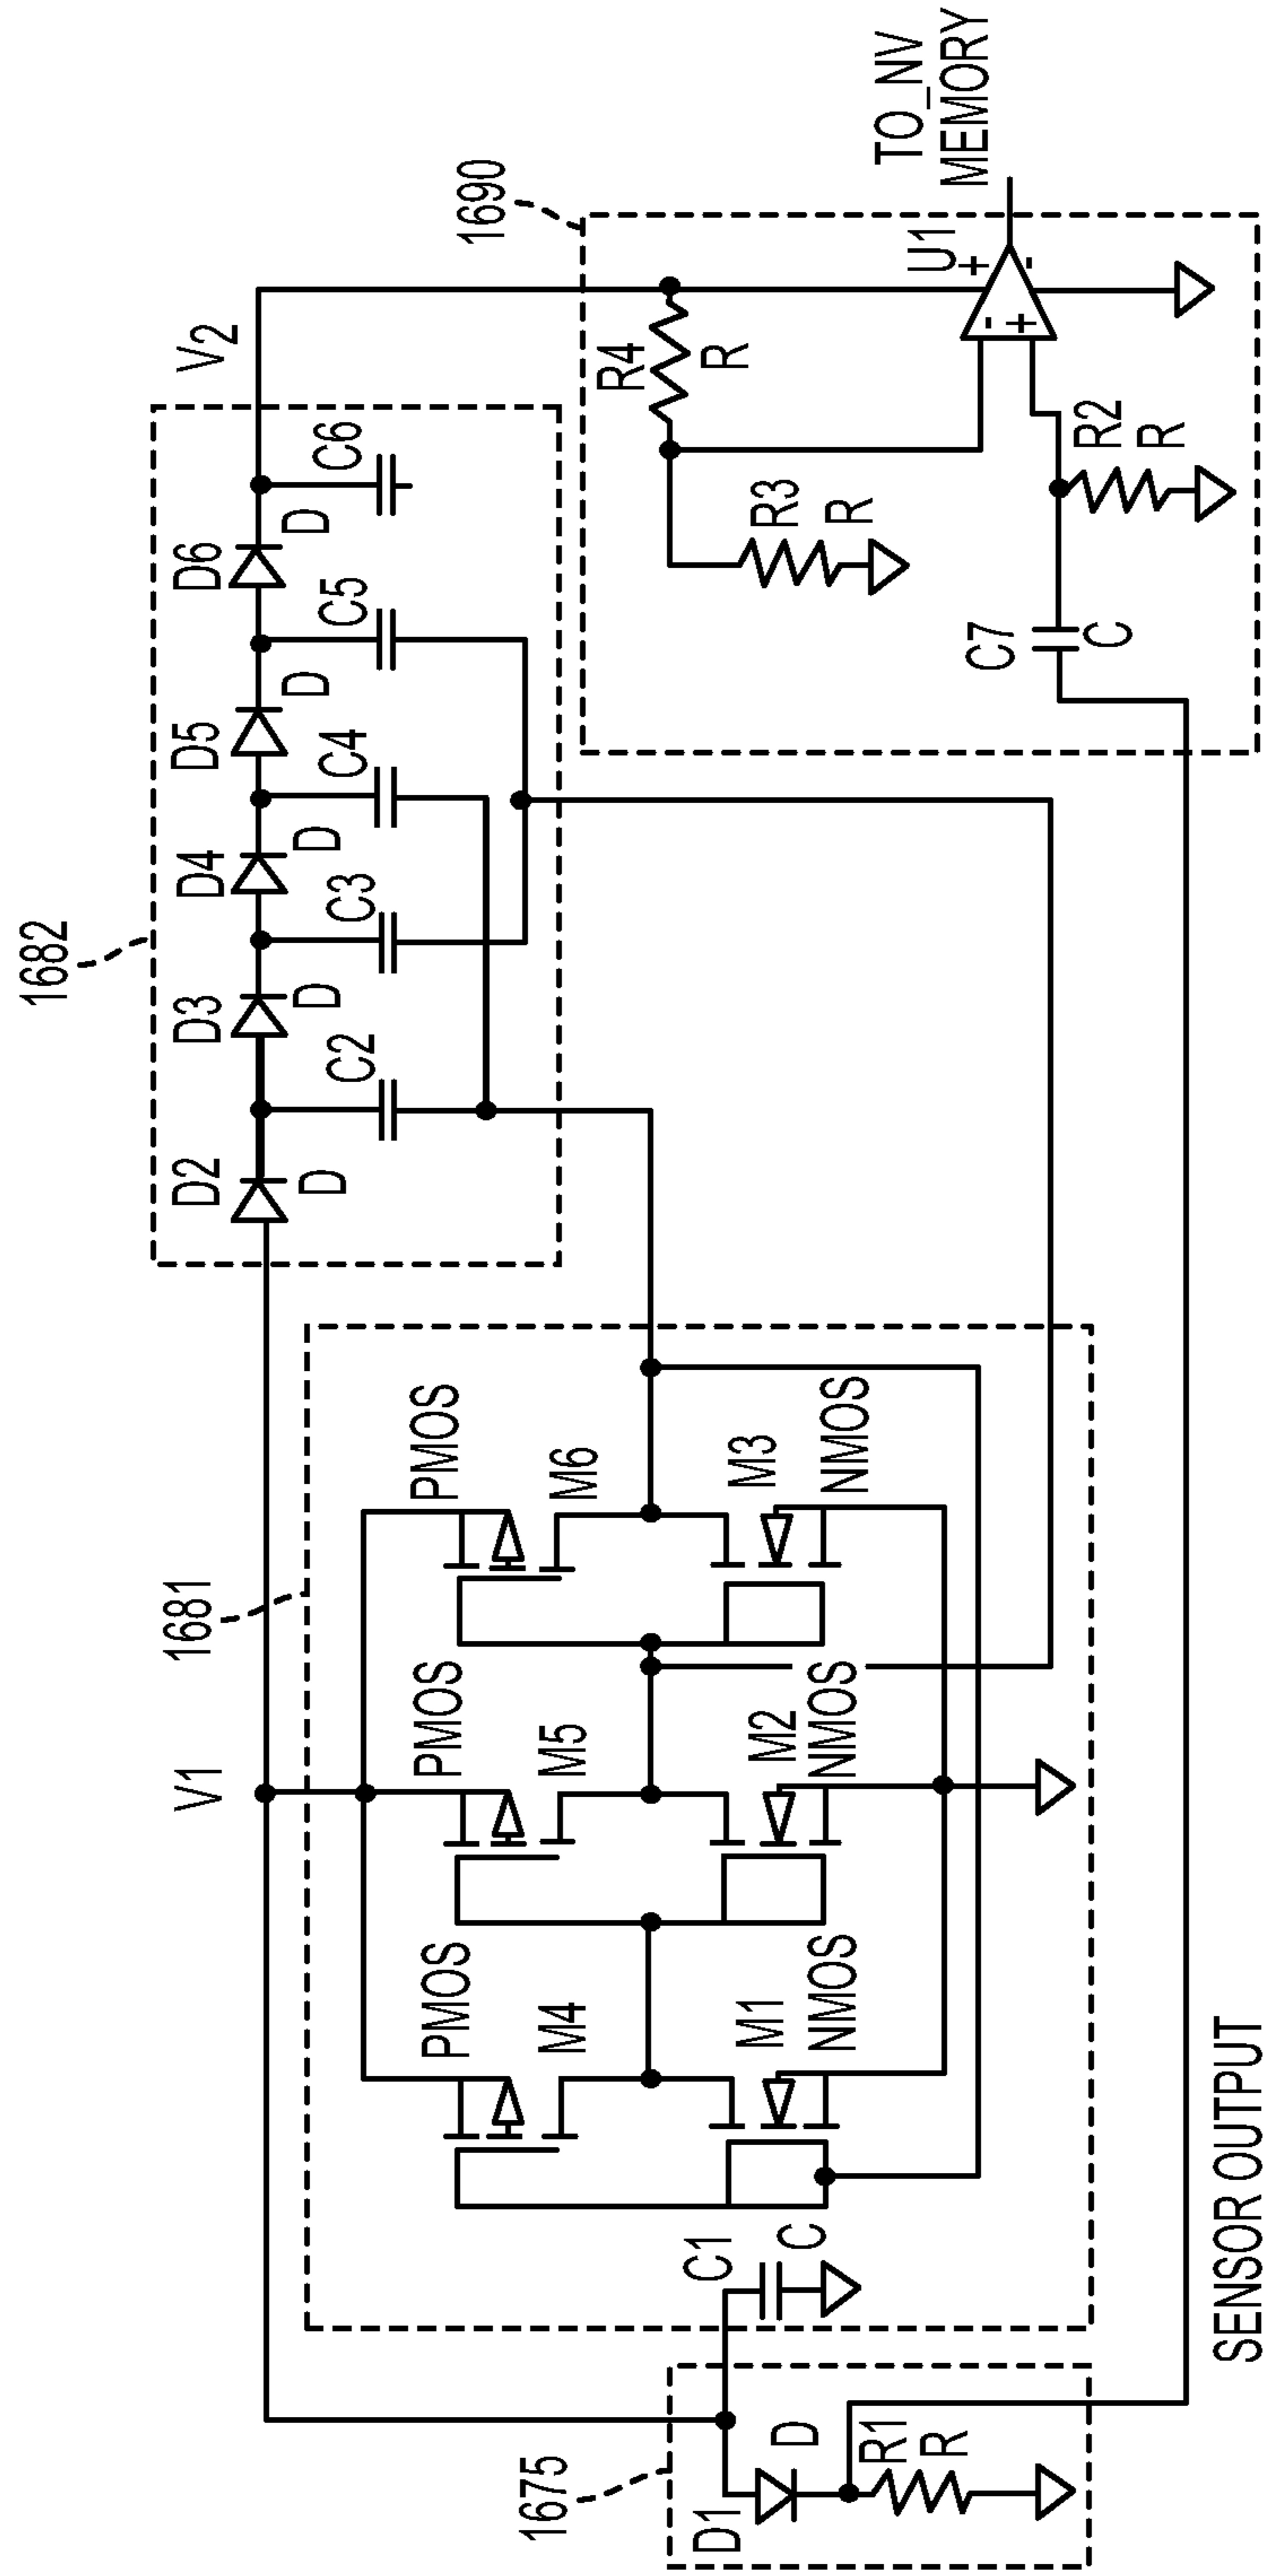 1682
D2
D
D3
D
D4
D
D5
D
D6
D
C2
C3
C4
C5
C6
V2
V1
1681
PMOS
M4
PMOS
M5
PMOS
M6
M1
NMOS
M2
NMOS
M3
NMOS
C1
C
1675
D1
D
R1
R
SENSOR OUTPUT
1690
R4
R
R3
R
C7
C
R2
R
U1
+
-
-
+
TO_NV
MEMORY